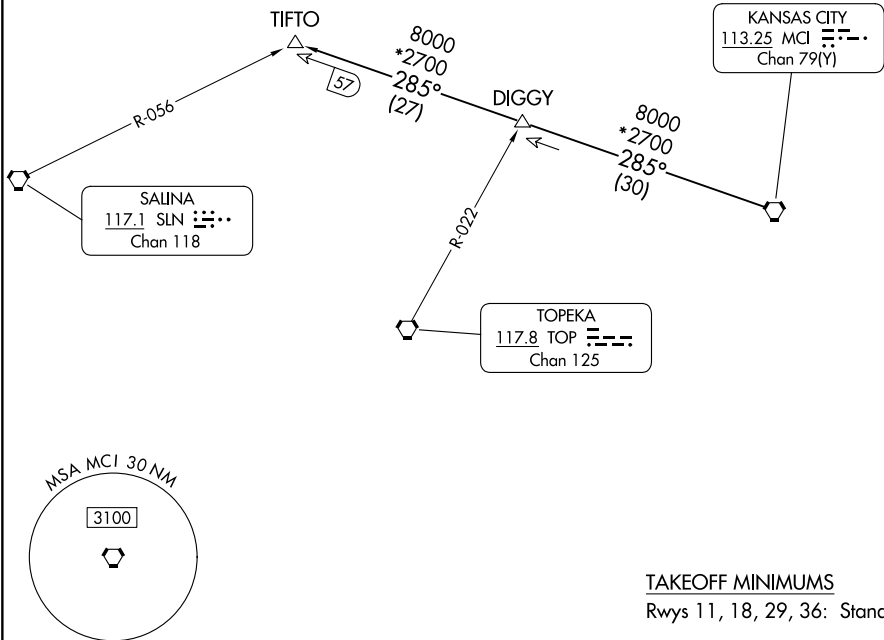 TIFTO
8000
*2700
285°
(27)
57
KANSAS CITY
113.25 MCI
Chan 79(Y)
DIGGY
8000
*2700
285°
(30)
R-056
SALINA
117.1 SLN
Chan 118
R-022
TOPEKA
117.8 TOP
Chan 125
MSA MCI 30 NM
3100
TAKEOFF MINIMUMS
Rwys 11, 18, 29, 36: